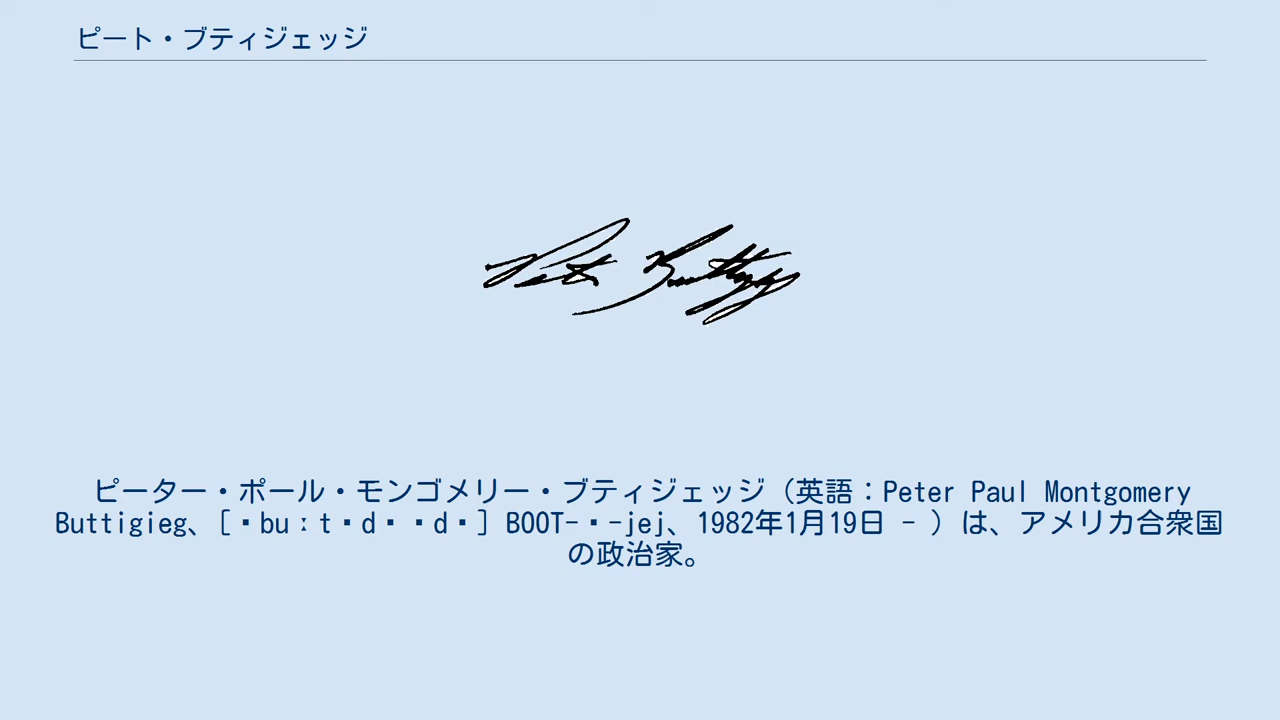 ピート・ブティジェッジ
Pete Buttigieg
ピーター・ポール・モンゴメリー・ブティジェッジ（英語：Peter Paul Montgomery
Buttigieg、[・buːt・d・・d・] BOOT-・-jej、1982年1月19日 - ）は、アメリカ合衆国
の政治家。